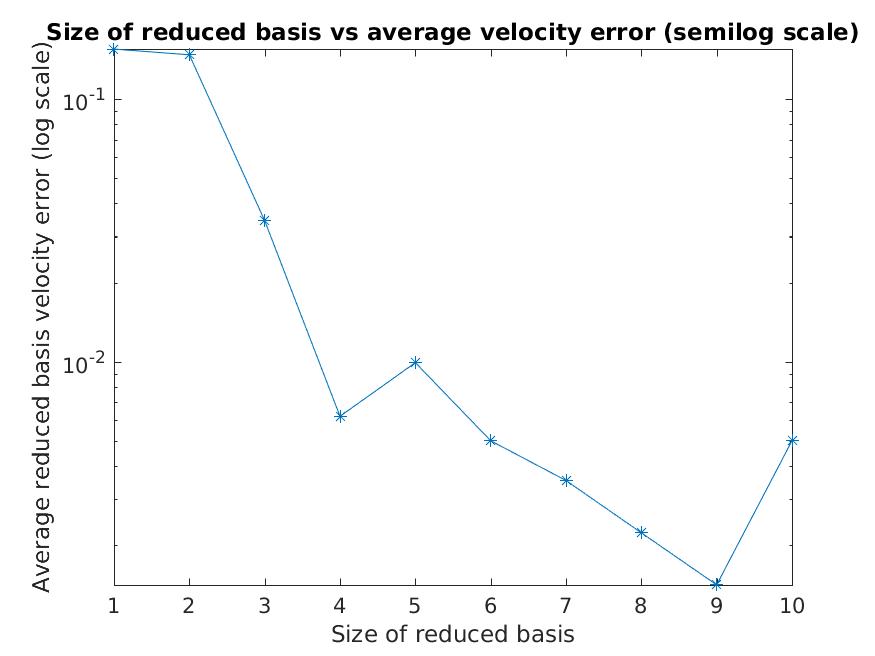 Size of reduced basis vs average velocity error (semilog scale)
Average reduced basis velocity error (log scale)
10-1
10-2
1 2 3 4 5 6 7 8 9 10
Size of reduced basis